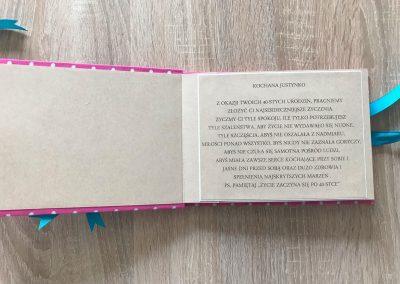 KOCHANA JUSTYNKO
Z OKAZJI TWOICH 40-STYCH URODZIN, PRAGNIEMY
ZŁOŻYĆ CI NAJSERDECZNIEJSZE ŻYCZENIA.
ŻYCZYMY CI TYLE SPOKOJU, ILE TYLKO POTRZEBUJESZ
TYLE SZALEŃSTWA, ABY ŻYCIE NIE WYDAWAŁO SIĘ NUDNE,
TYLE SZCZĘŚCIA, ABYŚ NIE OSZALAŁA Z NADMIARU,
MIŁOŚCI PONAD WSZYSTKO, BYŚ NIGDY NIE ZAZNAŁA GORYCZY,
ABYŚ NIE CZUŁA SIĘ SAMOTNA POŚRÓD LUDZI,
ABYŚ MIAŁA ZAWSZE SERCE KOCHAJĄCE PRZY SOBIE I
JASNE DNI PRZED SOBĄ ORAZ DUŻO ZDROWIA I
SPEŁNIENIA NAJSKRYTSZYCH MARZEŃ
PS. PAMIĘTAJ „ŻYCIE ZACZYNA SIĘ PO 40-STCE"